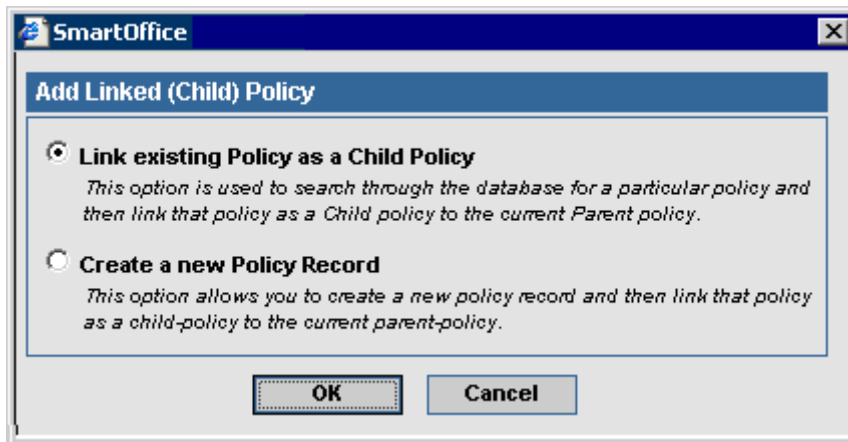 SmartOffice
Add Linked (Child) Policy
Link existing Policy as a Child Policy
This option is used to search through the database for a particular policy and
then link that policy as a Child policy to the current Parent policy.
Create a new Policy Record
This option allows you to create a new policy record and then link that policy
as a child-policy to the current parent-policy.
OK Cancel